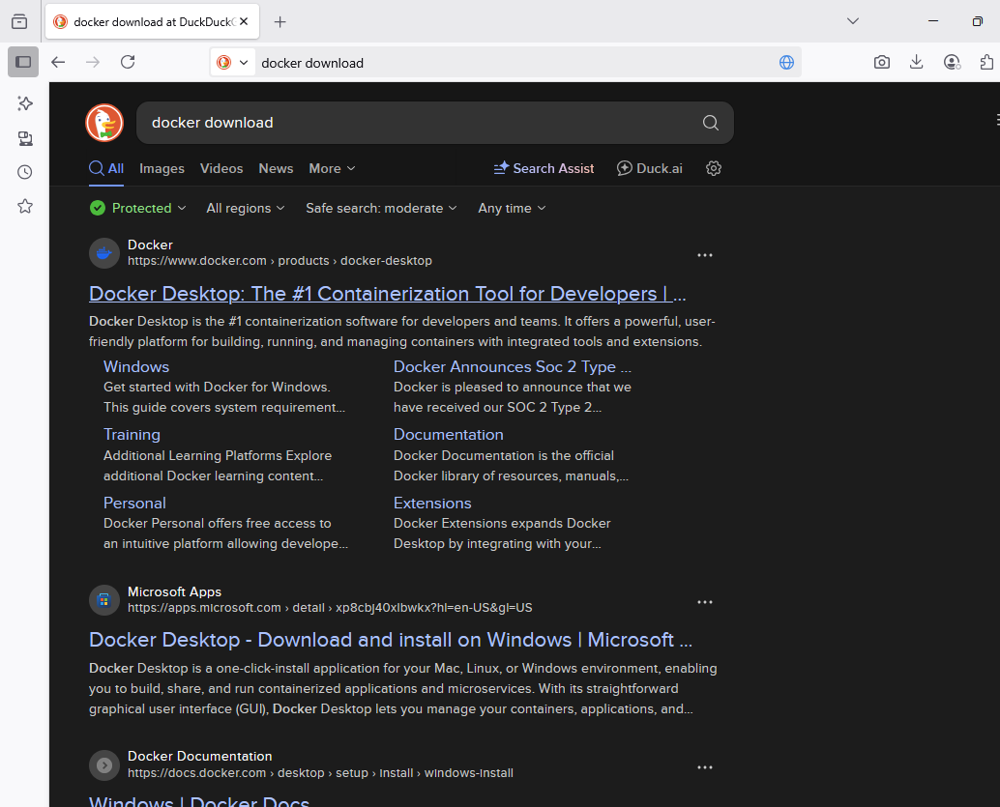 docker download at DuckDuckG
docker download
docker download
All Images Videos News More Search Assist Duck.ai
Protected All regions Safe search: moderate Any time
Docker
https://www.docker.com › products › docker-desktop
Docker Desktop: The #1 Containerization Tool for Developers | ...
Docker Desktop is the #1 containerization software for developers and teams. It offers a powerful, user-
friendly platform for building, running, and managing containers with integrated tools and extensions.
Windows
Get started with Docker for Windows.
This guide covers system requirement...
Docker Announces Soc 2 Type ...
Docker is pleased to announce that we
have received our SOC 2 Type 2...
Training
Additional Learning Platforms Explore
additional Docker learning content...
Documentation
Docker Documentation is the official
Docker library of resources, manuals,...
Personal
Docker Personal offers free access to
an intuitive platform allowing develope...
Extensions
Docker Extensions expands Docker
Desktop by integrating with your...
Microsoft Apps
https://apps.microsoft.com › detail › xp8cbj40xlbwkx?hl=en-US&gl=US
Docker Desktop - Download and install on Windows | Microsoft ...
Docker Desktop is a one-click-install application for your Mac, Linux, or Windows environment, enabling
you to build, share, and run containerized applications and microservices. With its straightforward
graphical user interface (GUI), Docker Desktop lets you manage your containers, applications, and...
Docker Documentation
https://docs.docker.com › desktop › setup › install › windows-install
Windows | Docker Docs